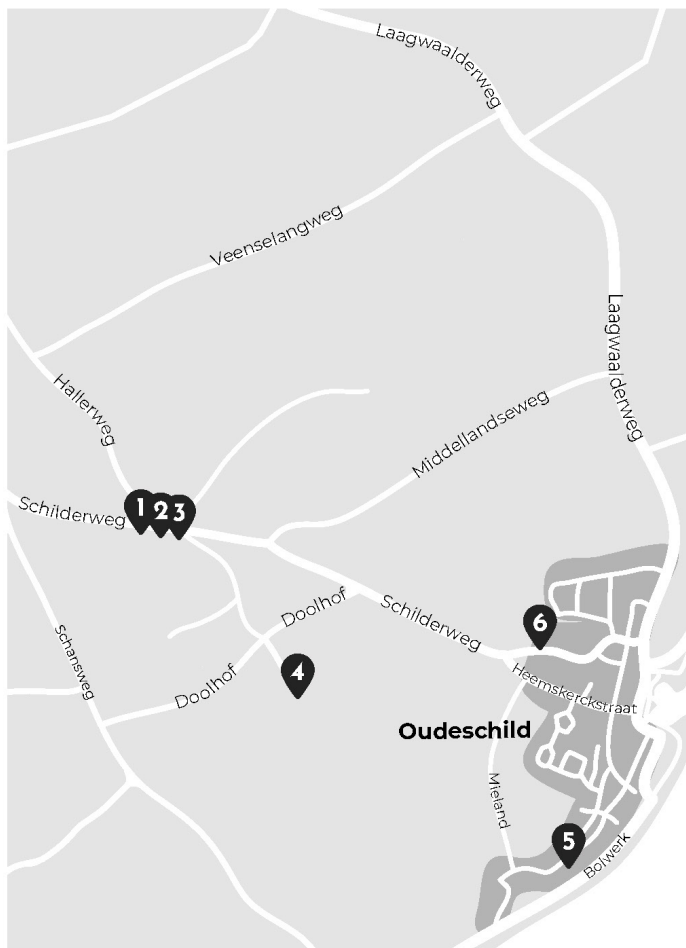 Laagwaalderweg
Veenselangweg
Laagwaalderweg
Hallerweg
Middellandseweg
Schilderweg
1
2
3
Doolhof
Schilderweg
6
Schansweg
Doolhof
4
Heemskerckstraat
Oudeschild
Mieland
5
Bolwerk